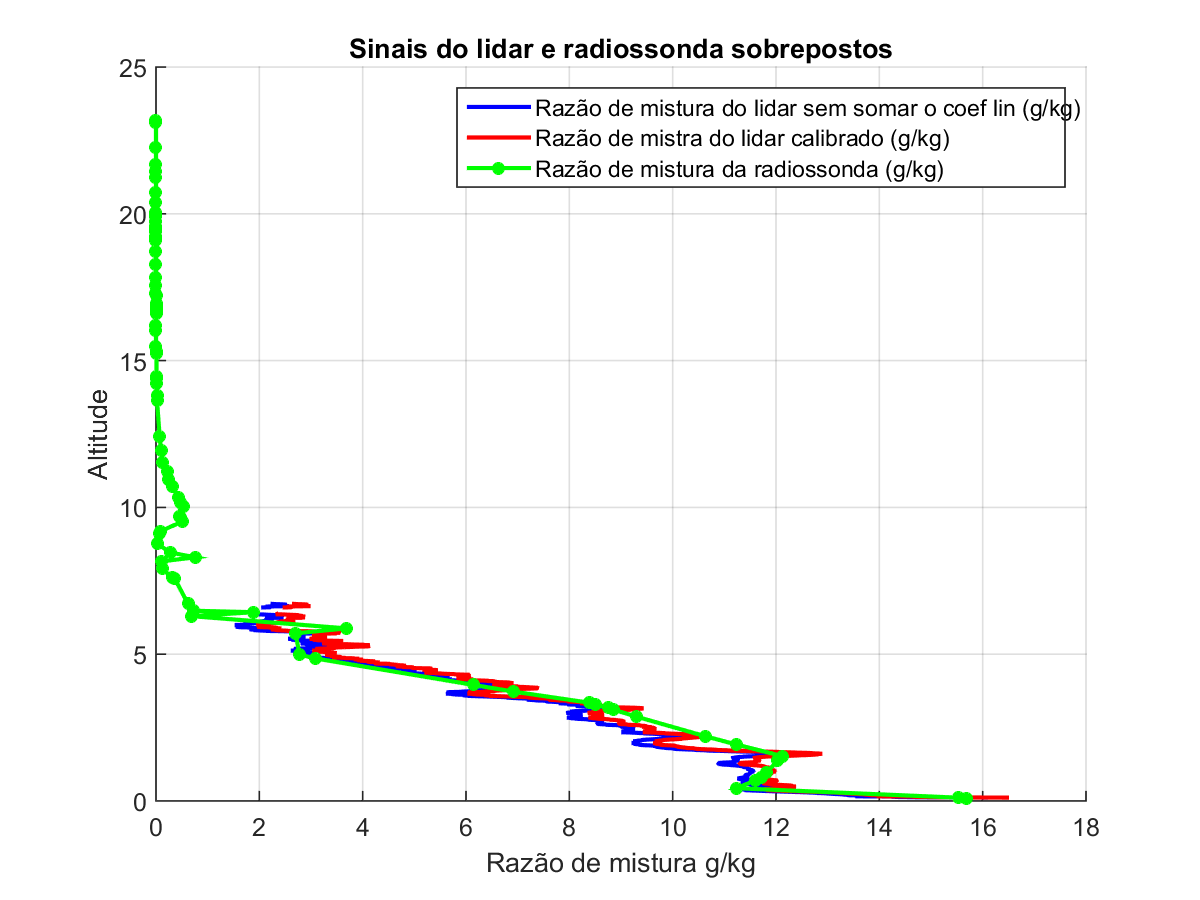 Sinais do lidar e radiossonda sobrepostos
25
20
15
10
5
0
Altitude
Razão de mistura do lidar sem somar o coef lin (g/kg)
Razão de mistra do lidar calibrado (g/kg)
Razão de mistura da radiossonda (g/kg)
0 2 4 6 8 10 12 14 16 18
Razão de mistura g/kg